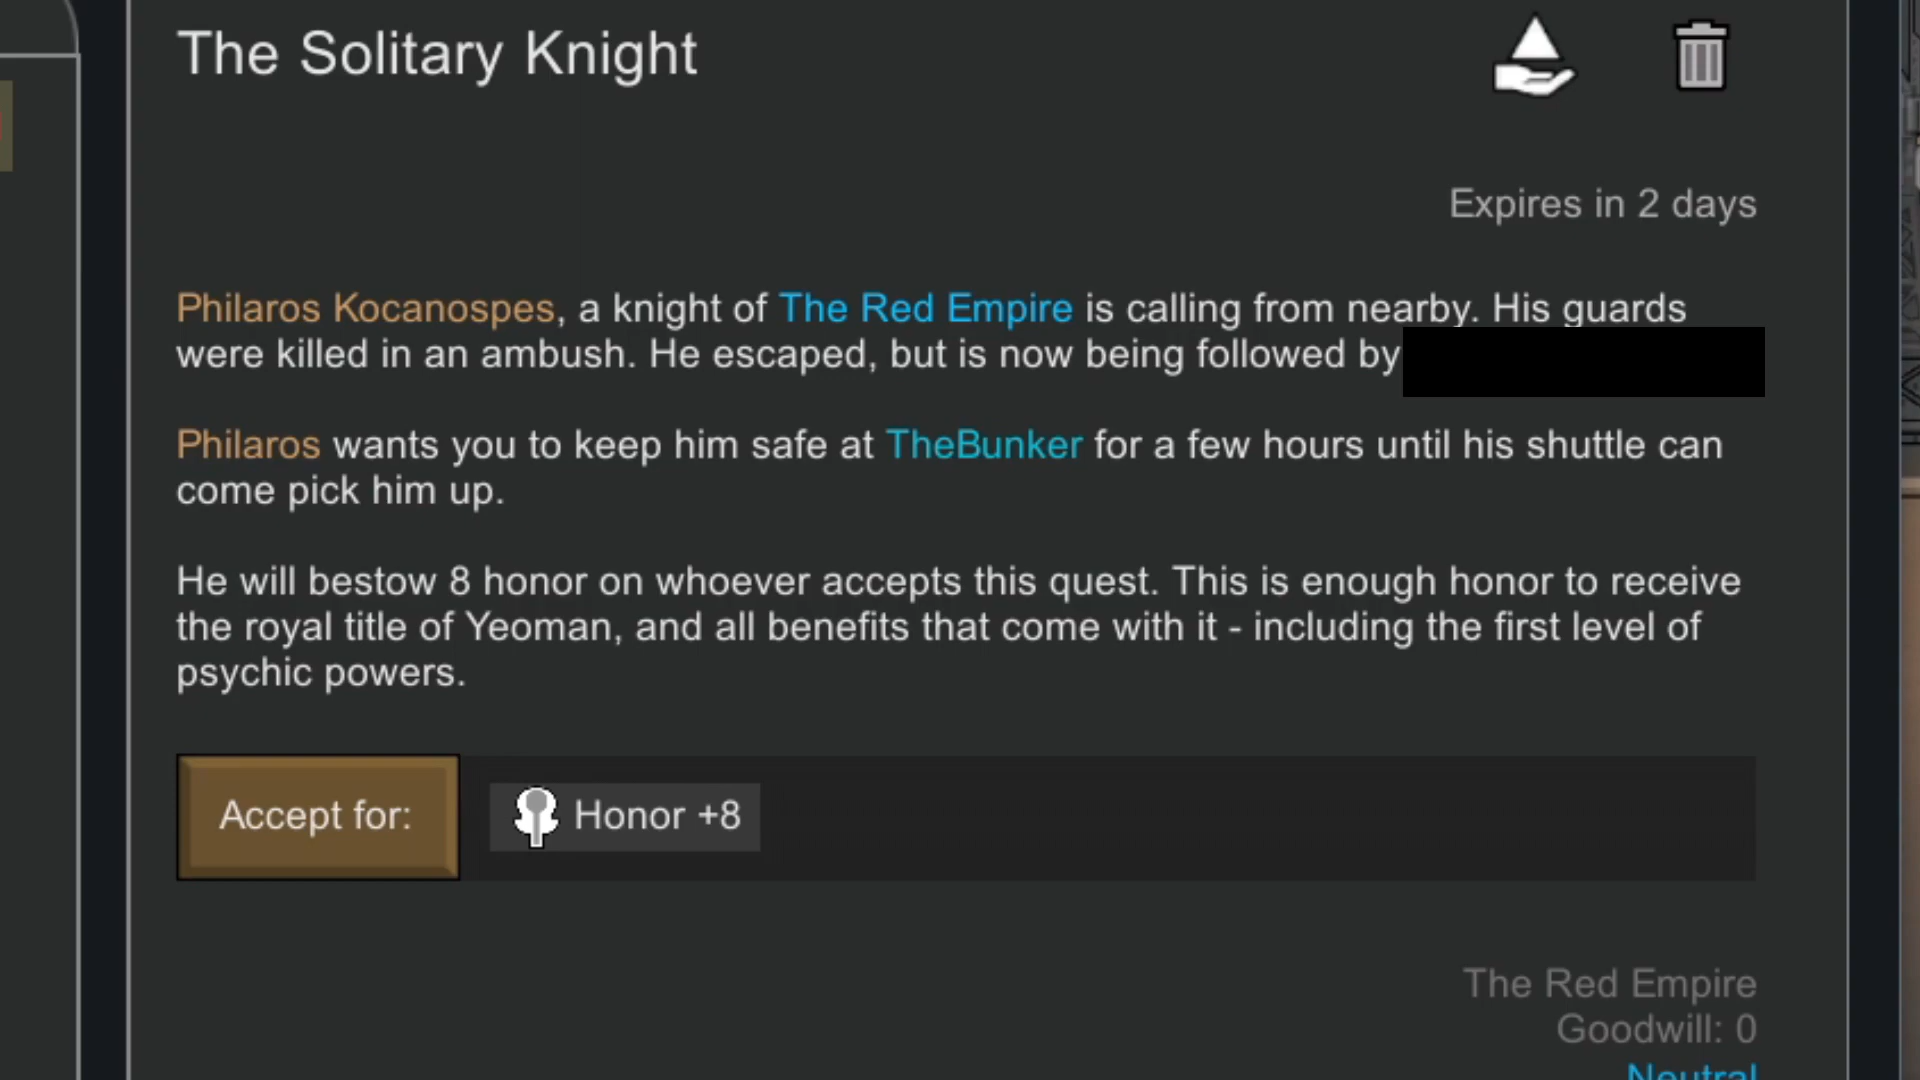 The Solitary Knight
Expires in 2 days
Philaros Kocanospes, a knight of The Red Empire is calling from nearby. His guards
were killed in an ambush. He escaped, but is now being followed by
Philaros wants you to keep him safe at TheBunker for a few hours until his shuttle can
come pick him up.
He will bestow 8 honor on whoever accepts this quest. This is enough honor to receive
the royal title of Yeoman, and all benefits that come with it - including the first level of
psychic powers.
Accept for:
Honor +8
The Red Empire
Goodwill: 0
Neutral